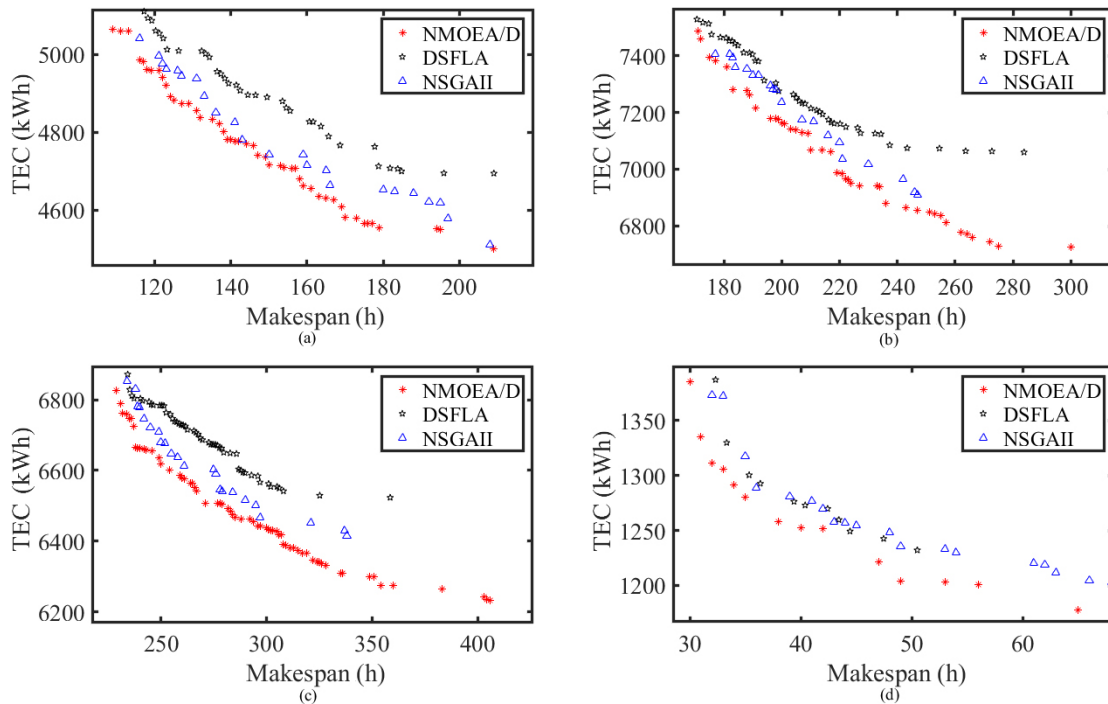 5000
4800
4600
TEC (kWh)
120 140 160 180 200
Makespan (h)
(a)
NMOEA/D
DSFLA
NSGAII
7400
7200
7000
6800
TEC (kWh)
180 200 220 240 260 280 300
Makespan (h)
(b)
NMOEA/D
DSFLA
NSGAII
6800
6600
6400
6200
TEC (kWh)
250 300 350 400
Makespan (h)
(c)
NMOEA/D
DSFLA
NSGAII
1350
1300
1250
1200
TEC (kWh)
30 40 50 60
Makespan (h)
(d)
NMOEA/D
DSFLA
NSGAII